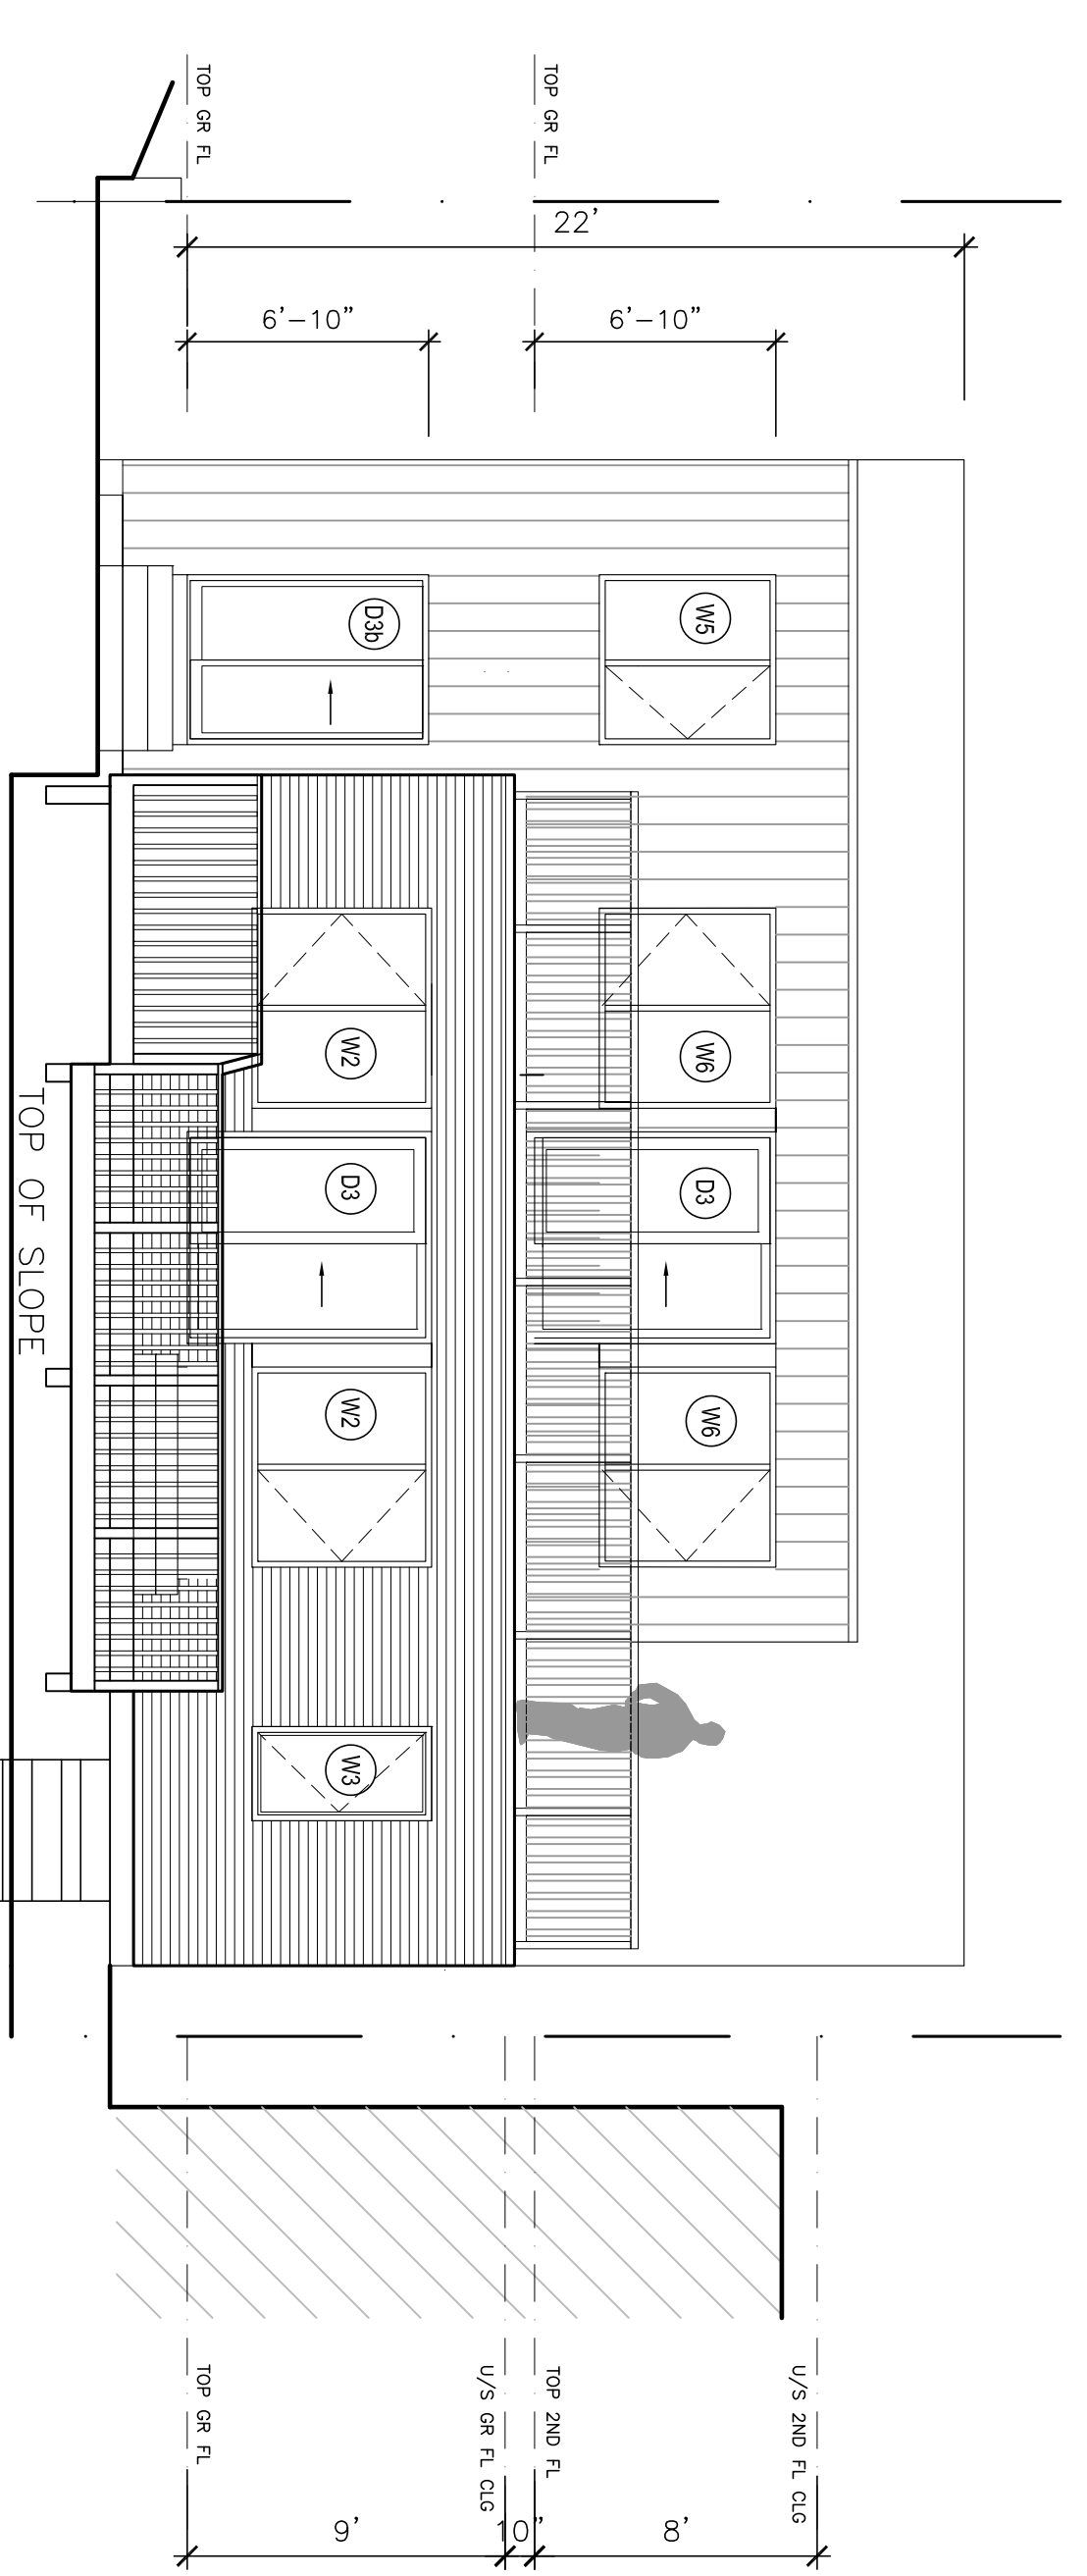 TOP GR FL
TOP GR FL
22'
6'-10"
6'-10"
D3b
W5
W2
W6
D3
D3
W2
W6
W3
TOP OF SLOPE
TOP GR FL
U/S GR FL CLG
TOP 2ND FL
U/S 2ND FL CLG
9'
10"
8'